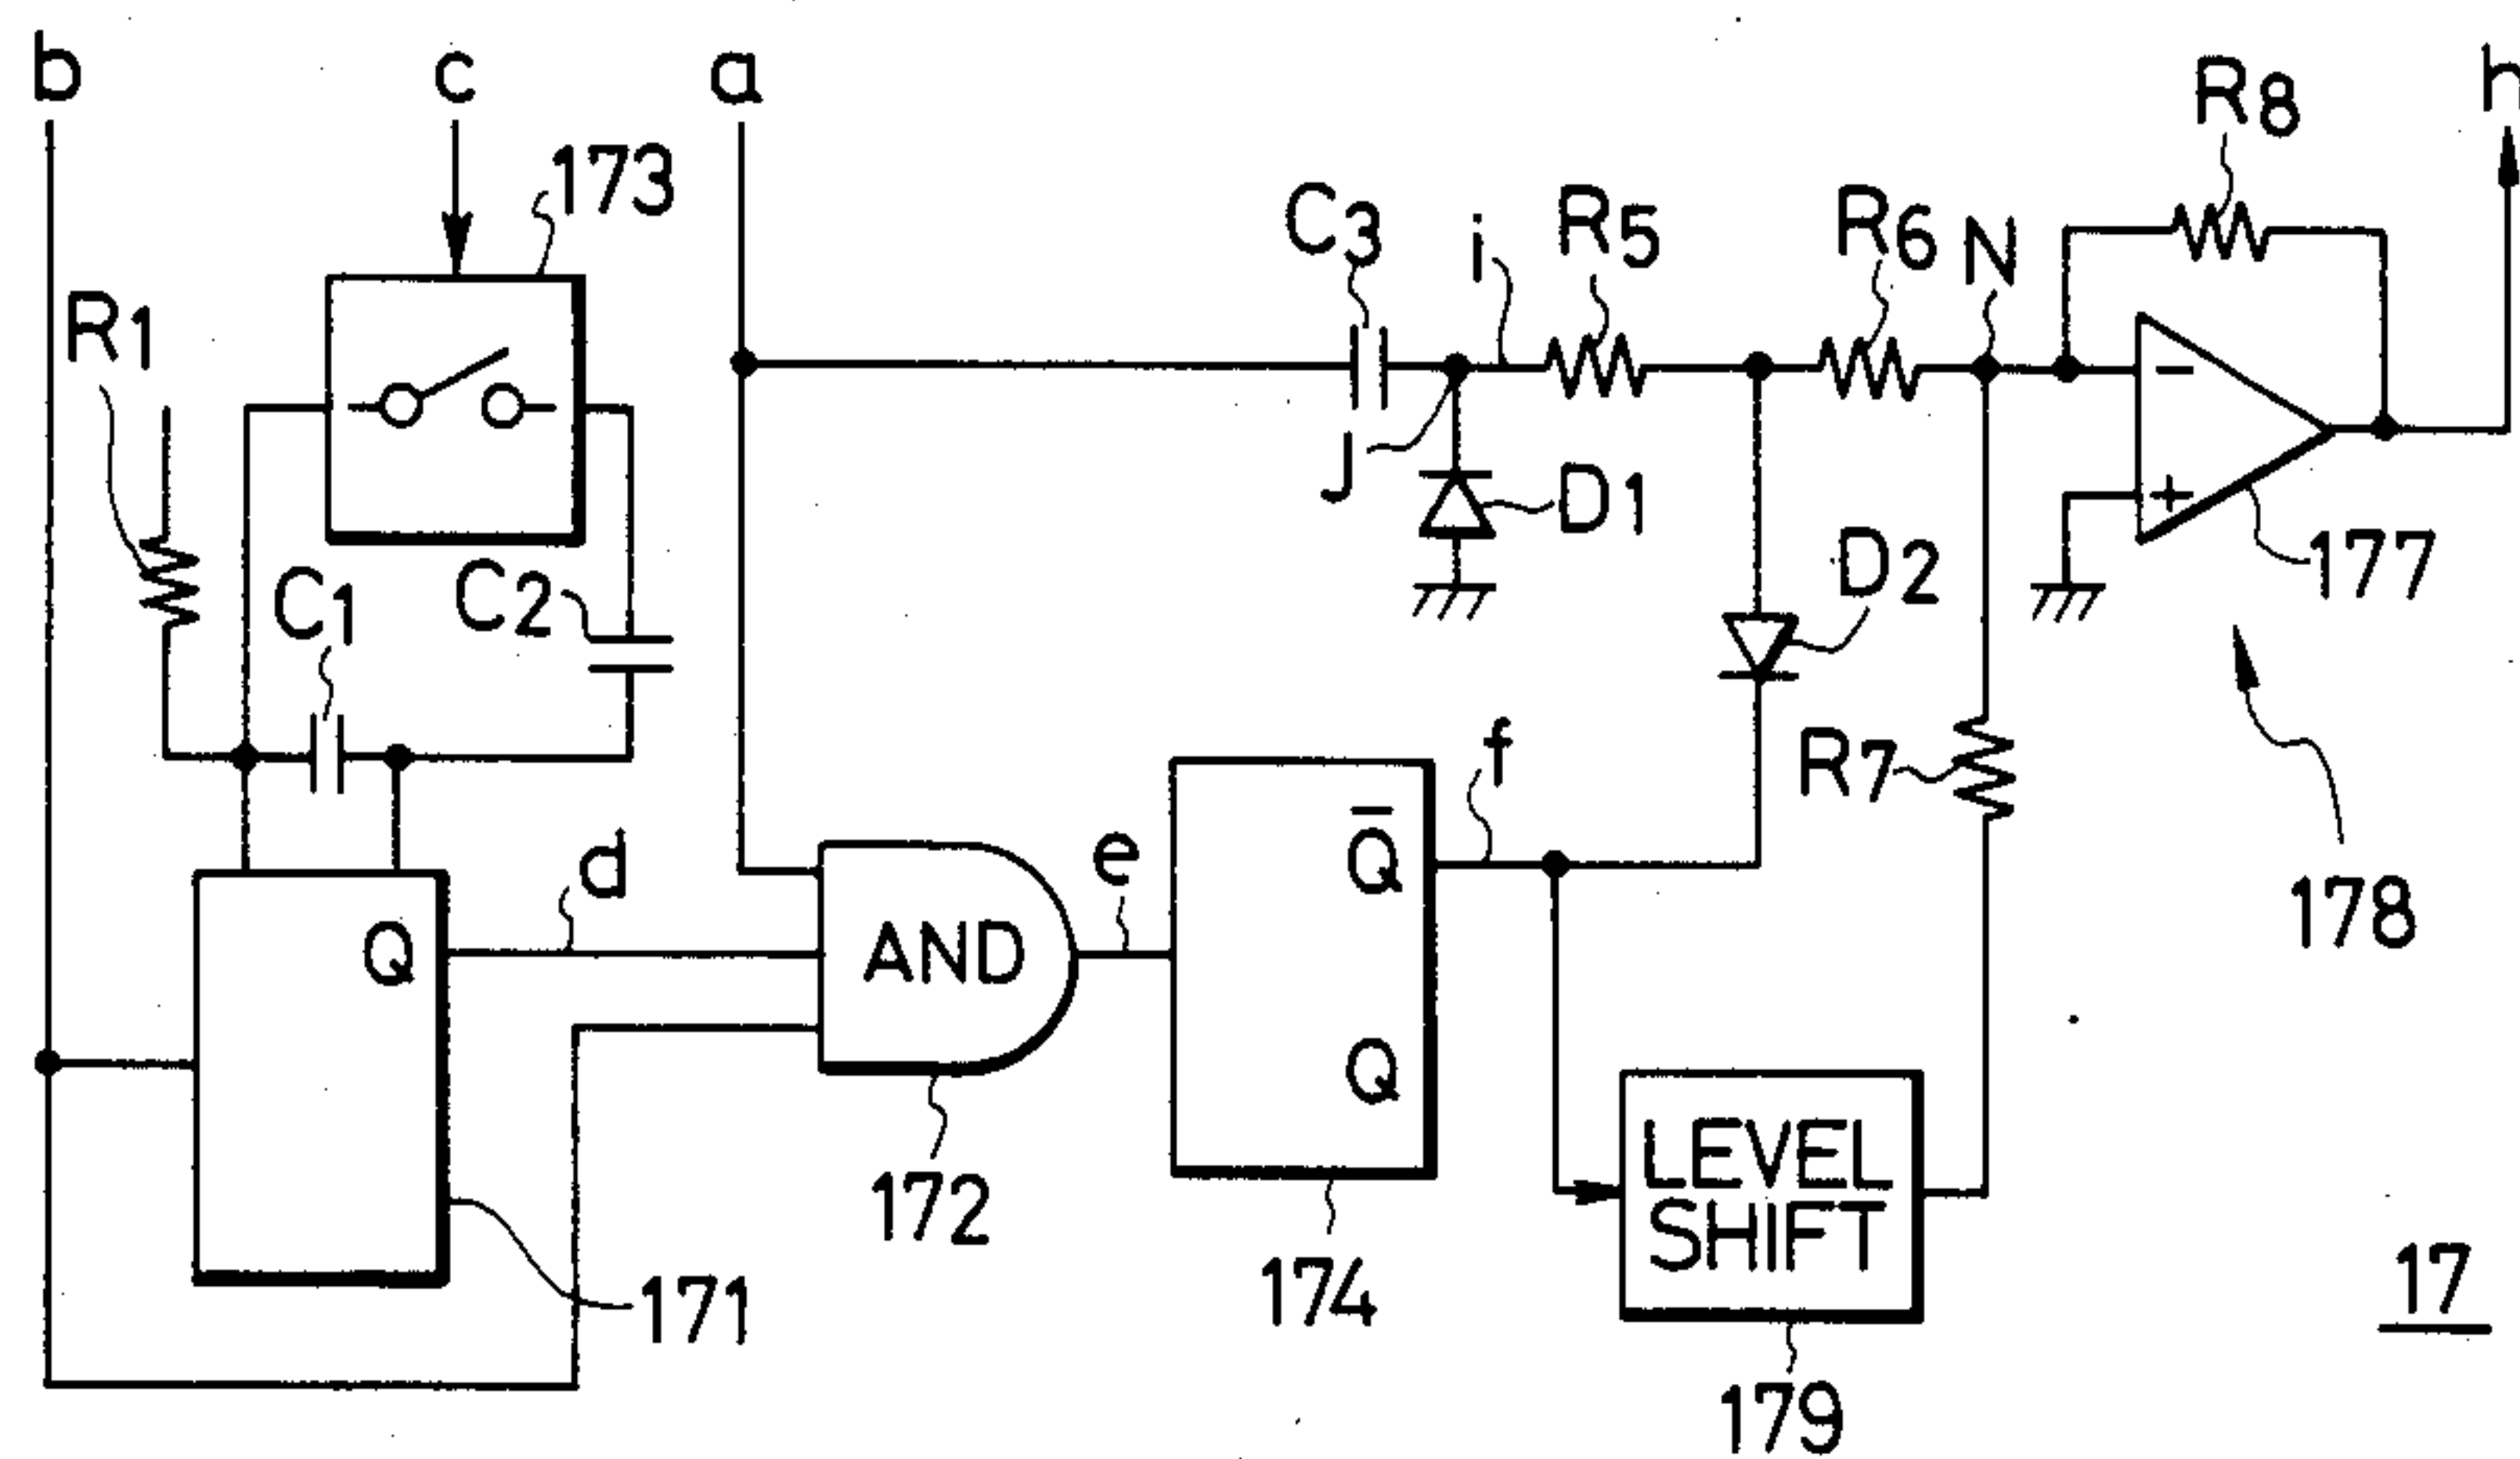 b
c
a
h
173
R1
C1
C2
C3
i
R5
R6
N
R8
J
D1
D2
−
+
177
178
R7
d
e
f
Q
AND
Q̅
Q
171
172
174
LEVEL
SHIFT
179
17